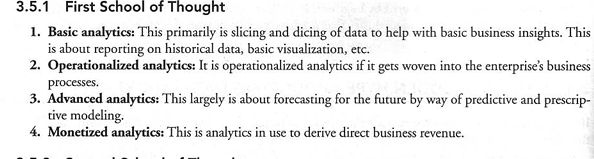 3.5.1 First School of Thought
1. Basic analytics: This primarily is slicing and dicing of data to help with basic business insights. This
is about reporting on historical data, basic visualization, etc.
2. Operationalized analytics: It is operationalized analytics if it gets woven into the enterprise's business
processes.
3. Advanced analytics: This largely is about forecasting for the future by way of predictive and prescrip-
tive modeling.
4. Monetized analytics: This is analytics in use to derive direct business revenue.